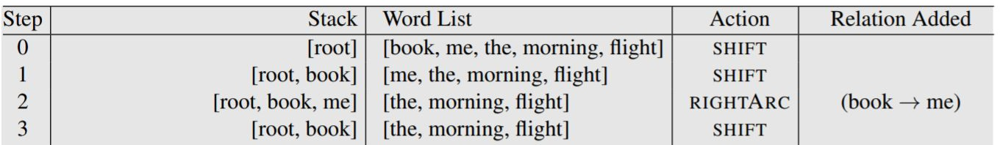 Step Stack Word List Action Relation Added
0 [root] [book, me, the, morning, flight] SHIFT
1 [root, book] [me, the, morning, flight] SHIFT
2 [root, book, me] [the, morning, flight] RIGHTARC (book → me)
3 [root, book] [the, morning, flight] SHIFT